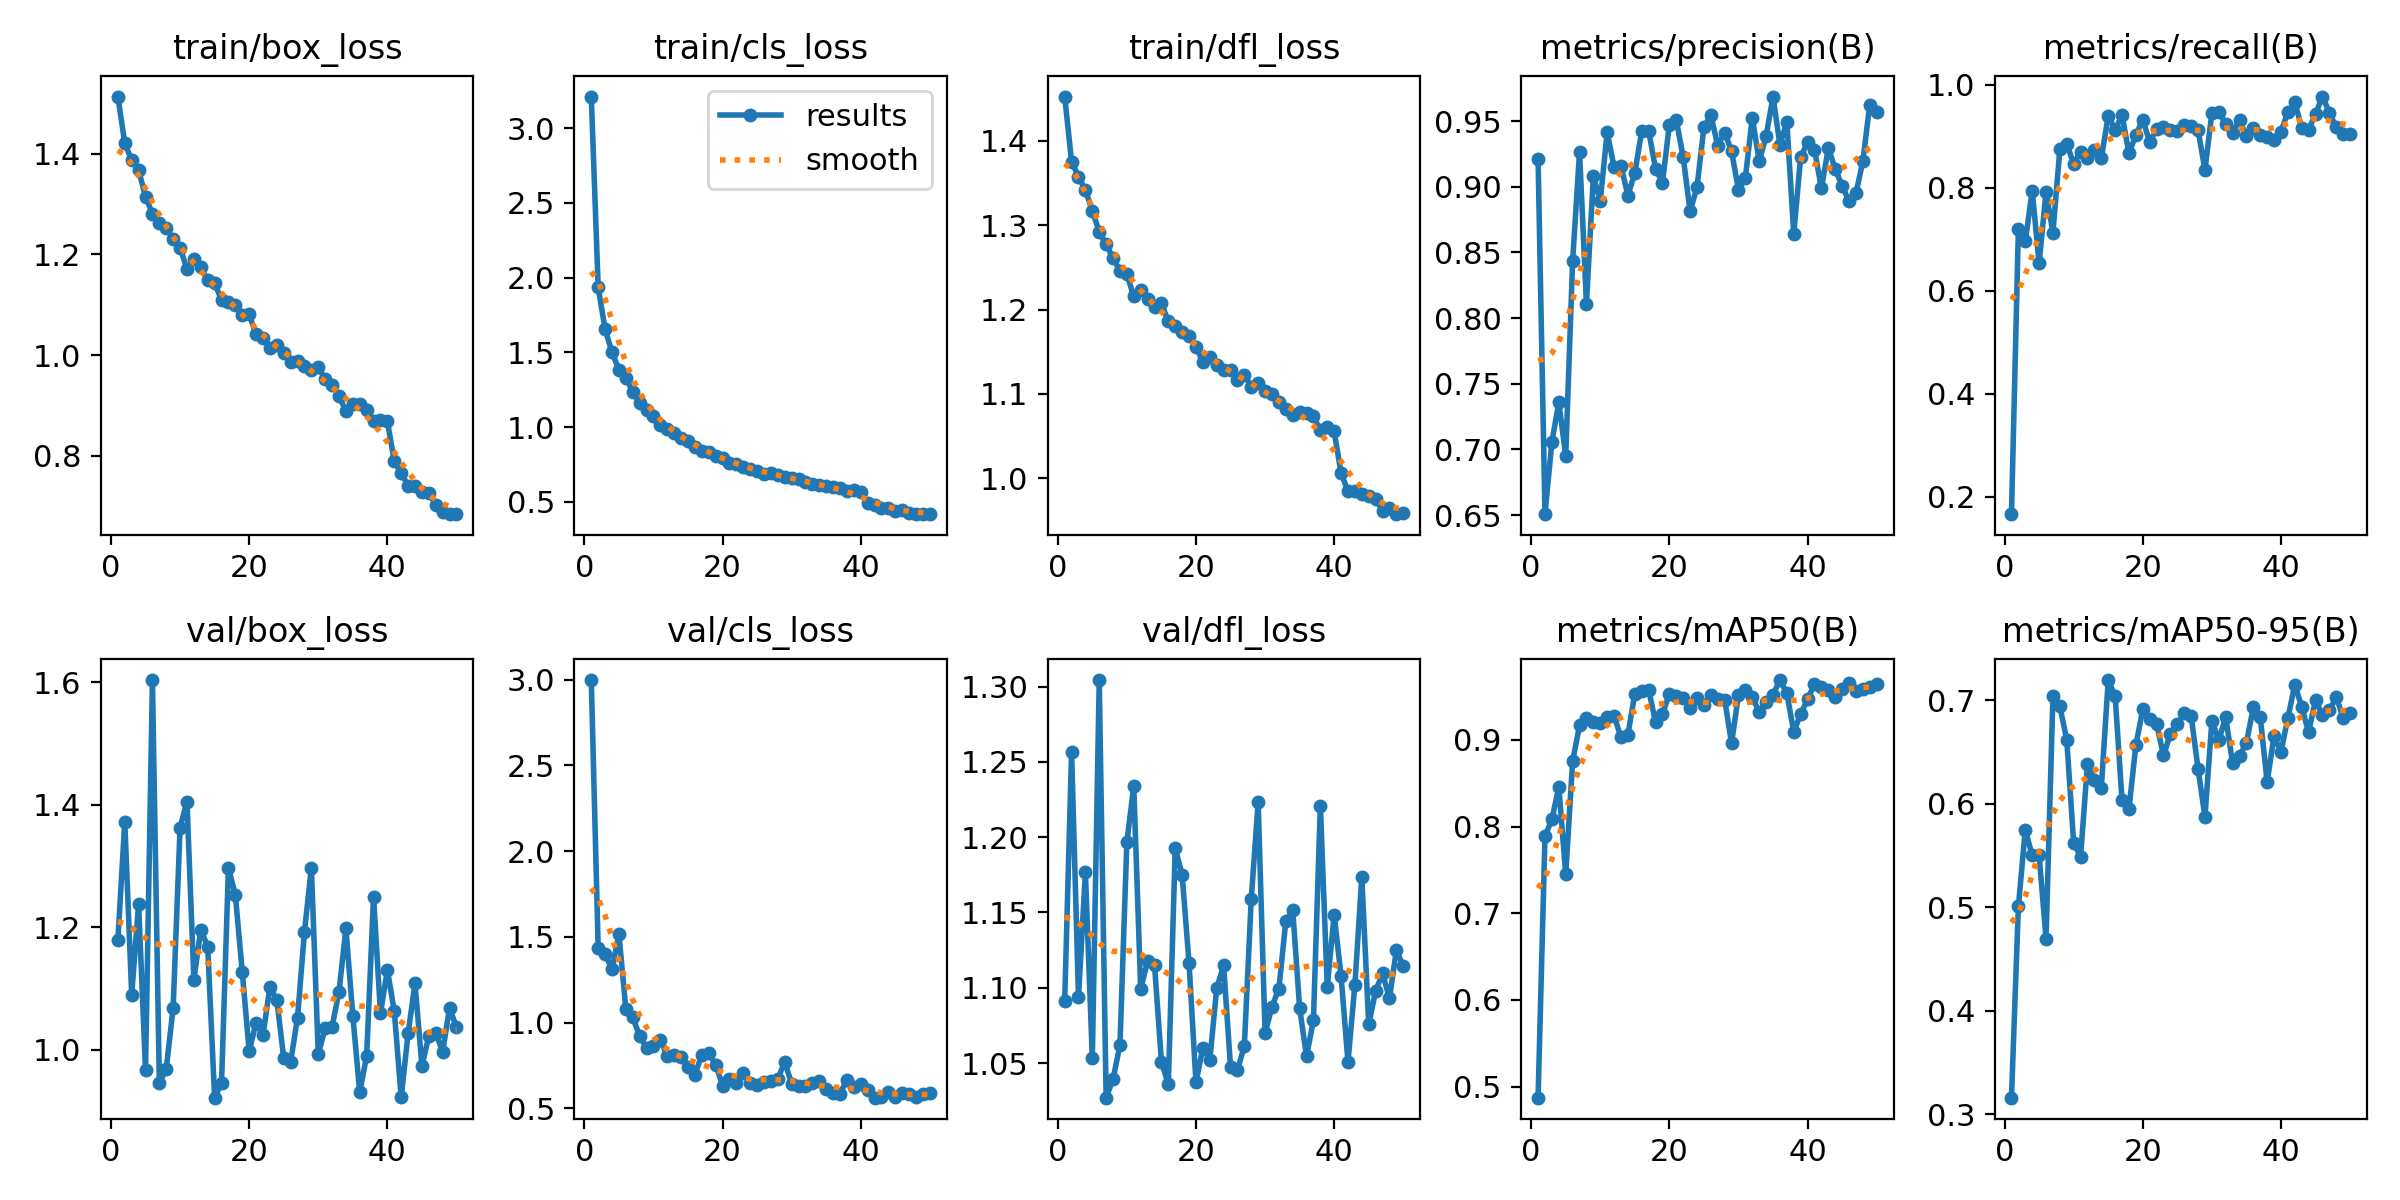 train/box_loss
1.4
1.2
1.0
0.8
0 20 40
train/cls_loss
results
smooth
3.0
2.5
2.0
1.5
1.0
0.5
0 20 40
train/dfl_loss
1.4
1.3
1.2
1.1
1.0
0 20 40
metrics/precision(B)
0.95
0.90
0.85
0.80
0.75
0.70
0.65
0 20 40
metrics/recall(B)
1.0
0.8
0.6
0.4
0.2
0 20 40
val/box_loss
1.6
1.4
1.2
1.0
0 20 40
val/cls_loss
3.0
2.5
2.0
1.5
1.0
0.5
0 20 40
val/dfl_loss
1.30
1.25
1.20
1.15
1.10
1.05
0 20 40
metrics/mAP50(B)
0.9
0.8
0.7
0.6
0.5
0 20 40
metrics/mAP50-95(B)
0.7
0.6
0.5
0.4
0.3
0 20 40